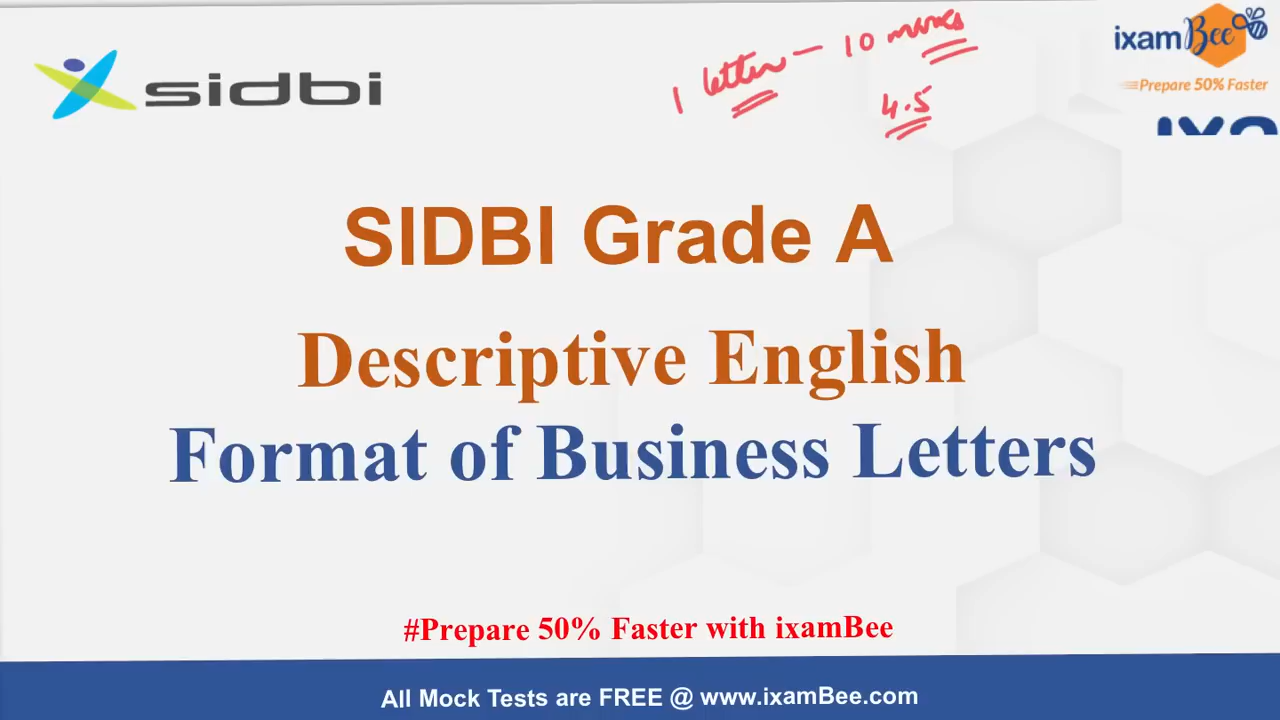 1 letter – 10 marks
4.5
sidbi
ixamBee
Prepare 50% Faster
SIDBI Grade A
Descriptive English
Format of Business Letters
#Prepare 50% Faster with ixamBee
All Mock Tests are FREE @ www.ixamBee.com